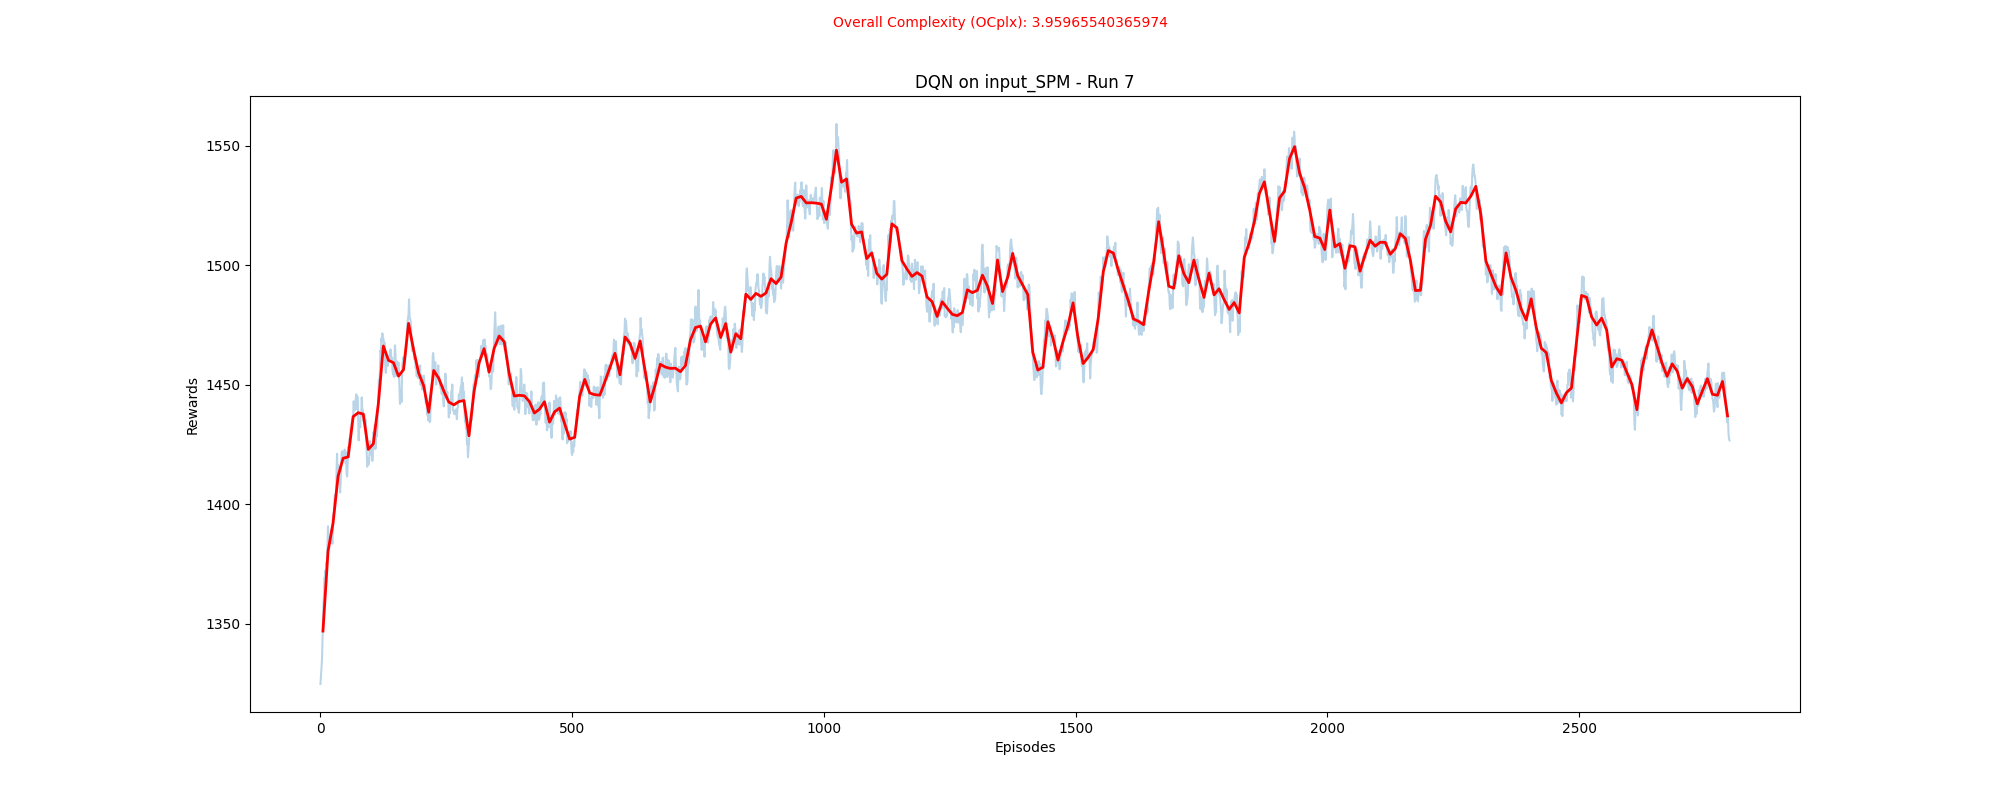 Overall Complexity (OCplx): 3.95965540365974
DQN on input_SPM - Run 7
1550
1500
1450
1400
1350
Rewards
0 500 1000 1500 2000 2500
Episodes